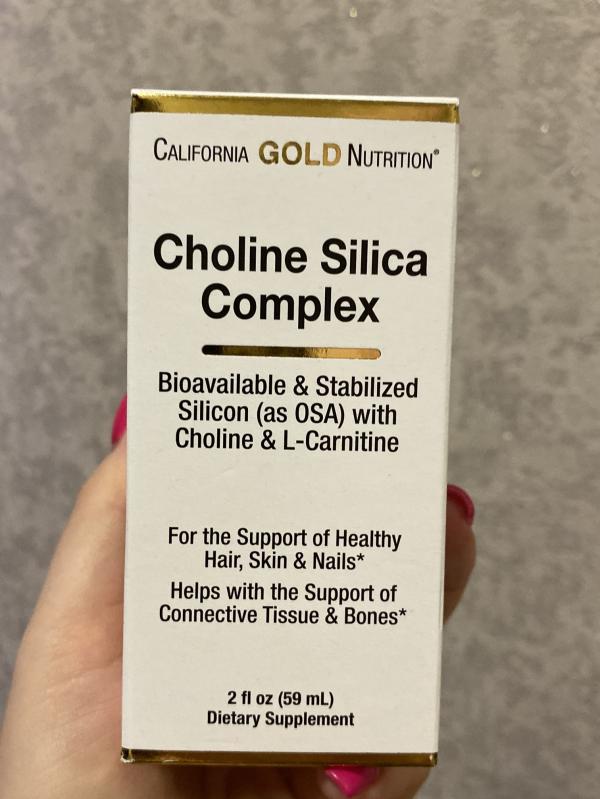 CALIFORNIA GOLD NUTRITION®
Choline Silica
Complex
Bioavailable & Stabilized
Silicon (as OSA) with
Choline & L-Carnitine
For the Support of Healthy
Hair, Skin & Nails*
Helps with the Support of
Connective Tissue & Bones*
2 fl oz (59 mL)
Dietary Supplement